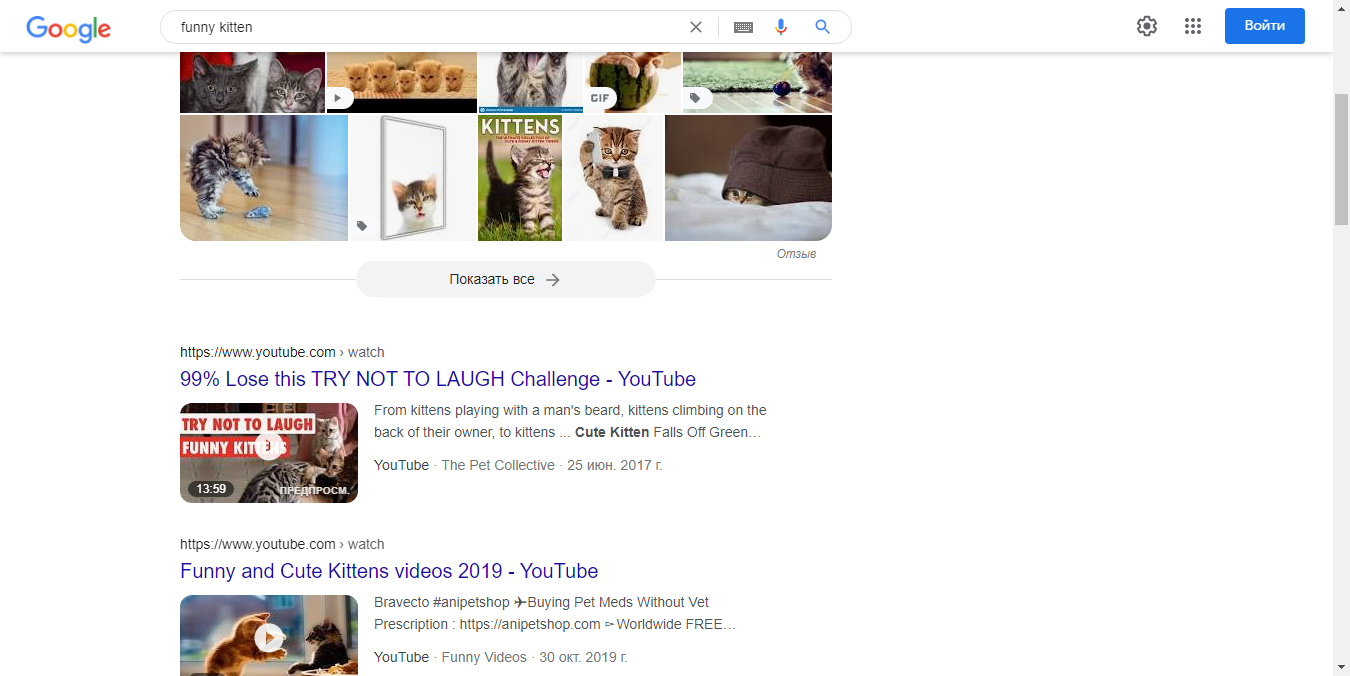 Google
funny kitten
Войти
GIF
KITTENS
Отзыв
Показать все
https://www.youtube.com › watch
99% Lose this TRY NOT TO LAUGH Challenge - YouTube
TRY NOT TO LAUGH
FUNNY KITTENS
13:59
ПРЕДПРОСМ.
From kittens playing with a man's beard, kittens climbing on the
back of their owner, to kittens ... Cute Kitten Falls Off Green…
YouTube · The Pet Collective · 25 июн. 2017 г.
https://www.youtube.com › watch
Funny and Cute Kittens videos 2019 - YouTube
Bravecto #anipetshop ✈Buying Pet Meds Without Vet
Prescription : https://anipetshop.com ➳Worldwide FREE…
YouTube · Funny Videos · 30 окт. 2019 г.